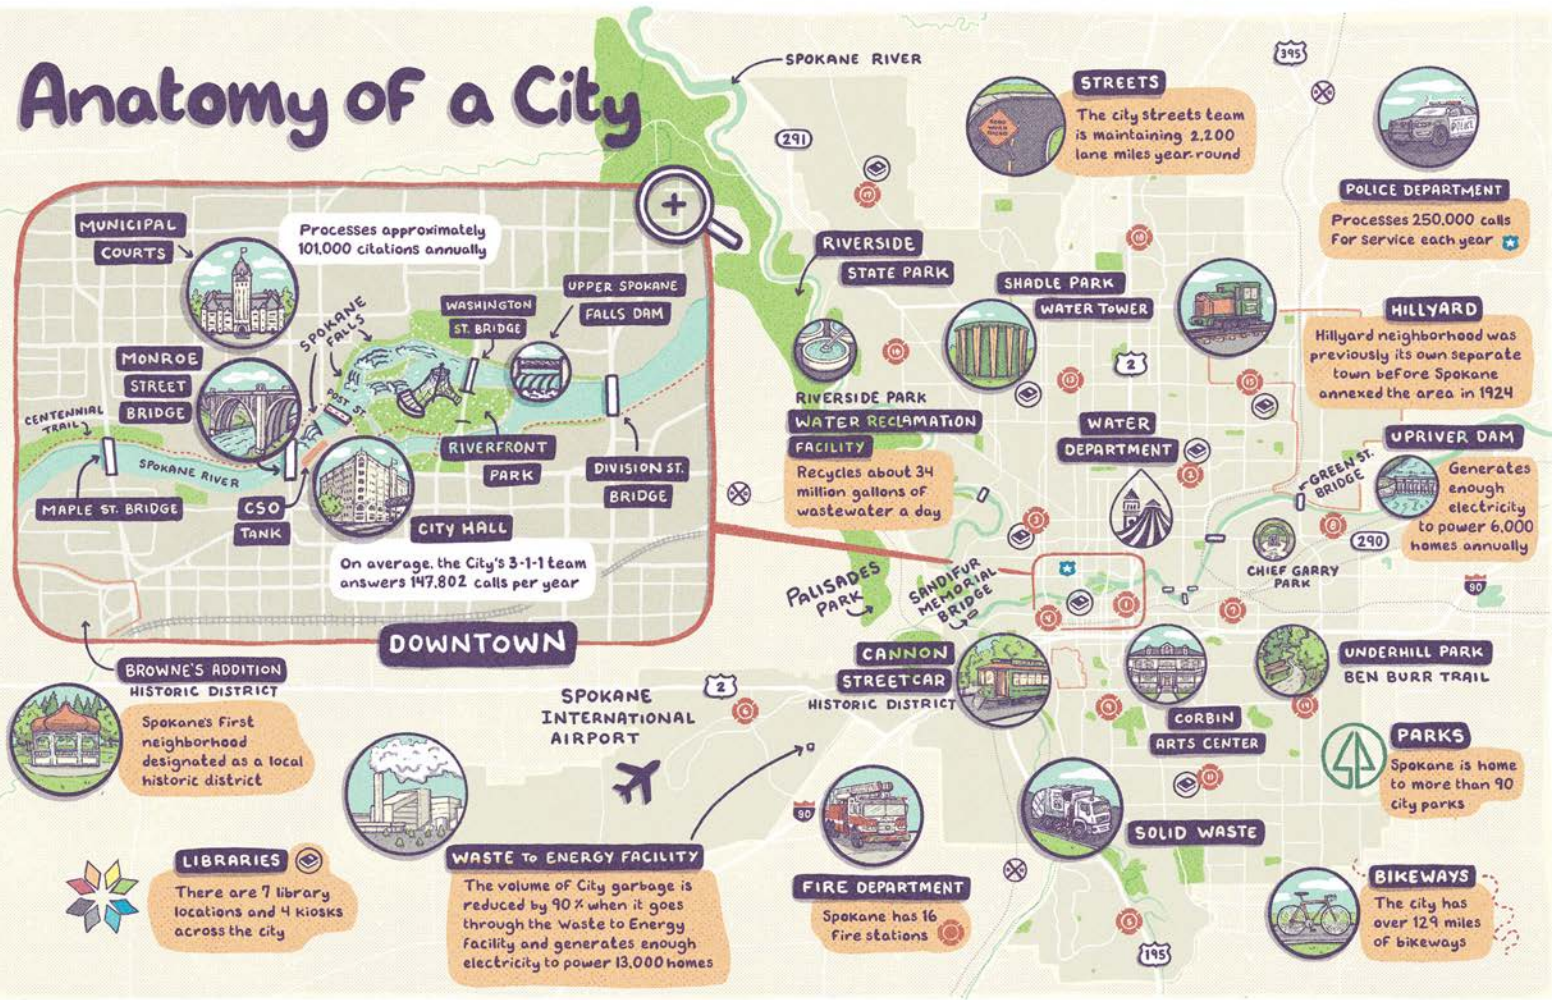 Anatomy of a City
SPOKANE RIVER
395
STREETS
The city streets team
is maintaining 2,200
lane miles year-round
291
POLICE
POLICE DEPARTMENT
Processes 250,000 calls
for service each year
MUNICIPAL
COURTS
Processes approximately
101,000 citations annually
SPOKANE
FALLS
WASHINGTON
ST. BRIDGE
UPPER SPOKANE
FALLS DAM
MONROE
STREET
BRIDGE
POST ST.
CENTENNIAL
TRAIL
SPOKANE RIVER
RIVERFRONT
PARK
DIVISION ST.
BRIDGE
MAPLE ST. BRIDGE
CSO
TANK
CITY HALL
On average, the City's 3-1-1 team
answers 147,802 calls per year
DOWNTOWN
RIVERSIDE
STATE PARK
SHADLE PARK
WATER TOWER
HILLYARD
Hillyard neighborhood was
previously its own separate
town before Spokane
annexed the area in 1924
2
RIVERSIDE PARK
WATER RECLAMATION
FACILITY
Recycles about 34
million gallons of
wastewater a day
WATER
DEPARTMENT
UPRIVER DAM
Generates
enough
electricity
to power 6,000
homes annually
GREEN ST.
BRIDGE
290
CHIEF GARRY
PARK
90
PALISADES
PARK
SANDIFUR
MEMORIAL
BRIDGE
BROWNE'S ADDITION
HISTORIC DISTRICT
Spokane's first
neighborhood
designated as a local
historic district
SPOKANE
INTERNATIONAL
AIRPORT
2
CANNON
STREETCAR
HISTORIC DISTRICT
CORBIN
ARTS CENTER
UNDERHILL PARK
BEN BURR TRAIL
PARKS
Spokane is home
to more than 90
city parks
LIBRARIES
There are 7 library
locations and 4 kiosks
across the city
WASTE TO ENERGY FACILITY
The volume of City garbage is
reduced by 90% when it goes
through the Waste to Energy
facility and generates enough
electricity to power 13,000 homes
90
FIRE DEPARTMENT
Spokane has 16
fire stations
SOLID WASTE
195
BIKEWAYS
The city has
over 129 miles
of bikeways